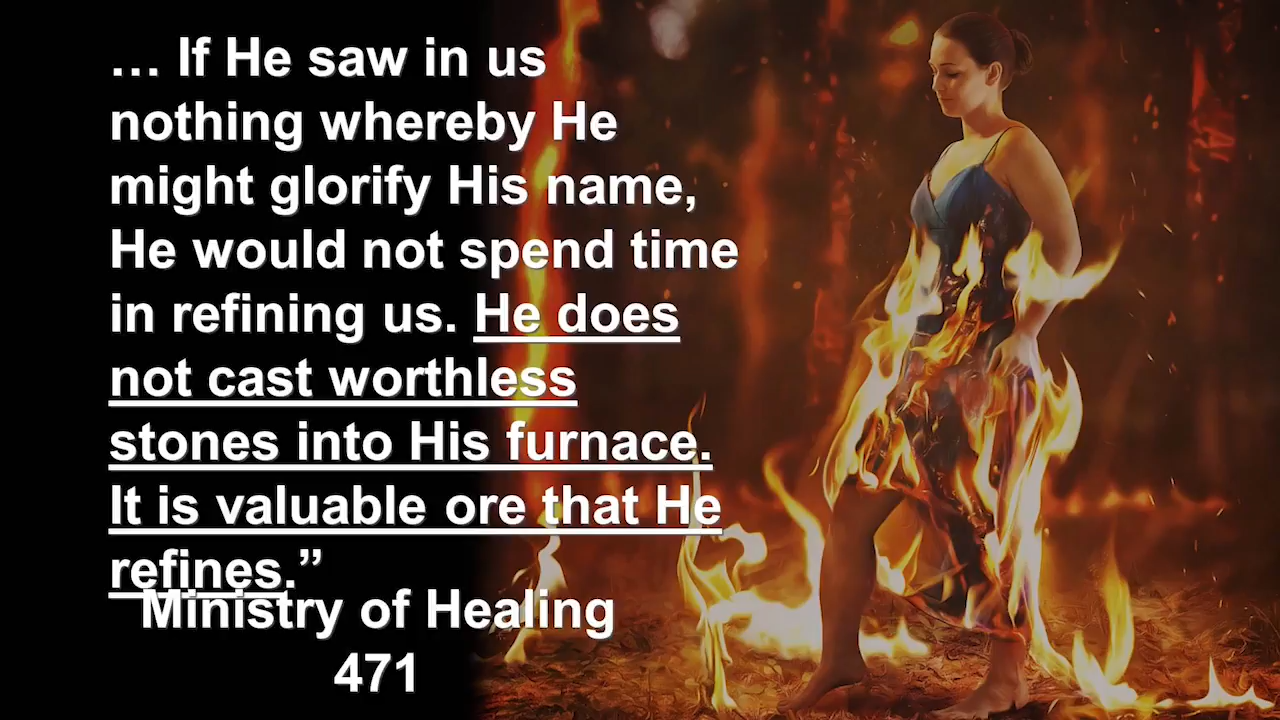 … If He saw in us
nothing whereby He
might glorify His name,
He would not spend time
in refining us. He does
not cast worthless
stones into His furnace.
It is valuable ore that He
refines.”
Ministry of Healing
471